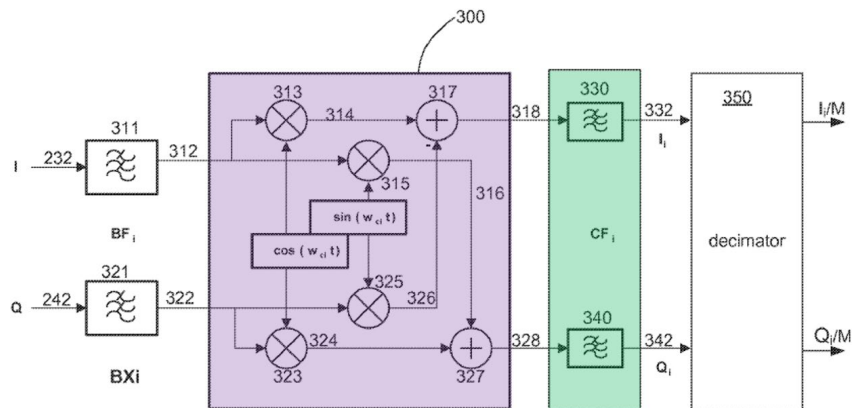 300
313
314
317
318
330
332
350
I_i/M
311
312
I
232
315
316
I_i
BF_i
sin ( w_ci t )
cos ( w_ci t )
CF_i
decimator
321
322
Q
242
325
326
340
342
Q_i/M
324
328
BXi
323
327
Q_i
-